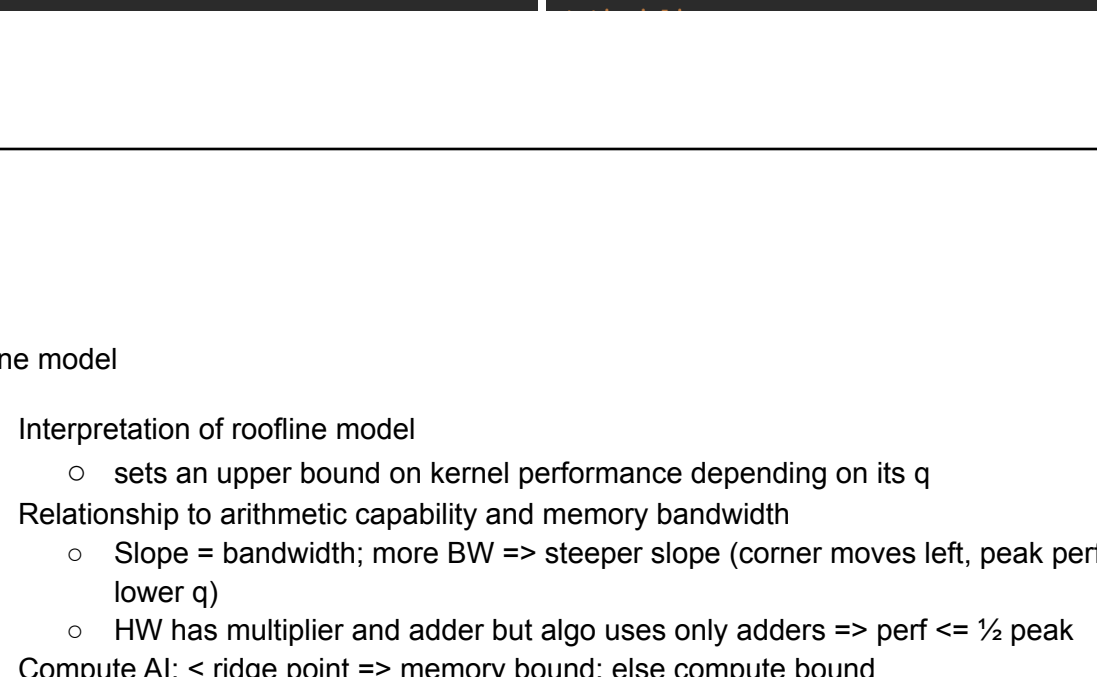 ne model
Interpretation of roofline model
○ sets an upper bound on kernel performance depending on its q
Relationship to arithmetic capability and memory bandwidth
○ Slope = bandwidth; more BW => steeper slope (corner moves left, peak perf
lower q)
○ HW has multiplier and adder but algo uses only adders => perf <= ½ peak
Compute AI: < ridge point => memory bound; else compute bound